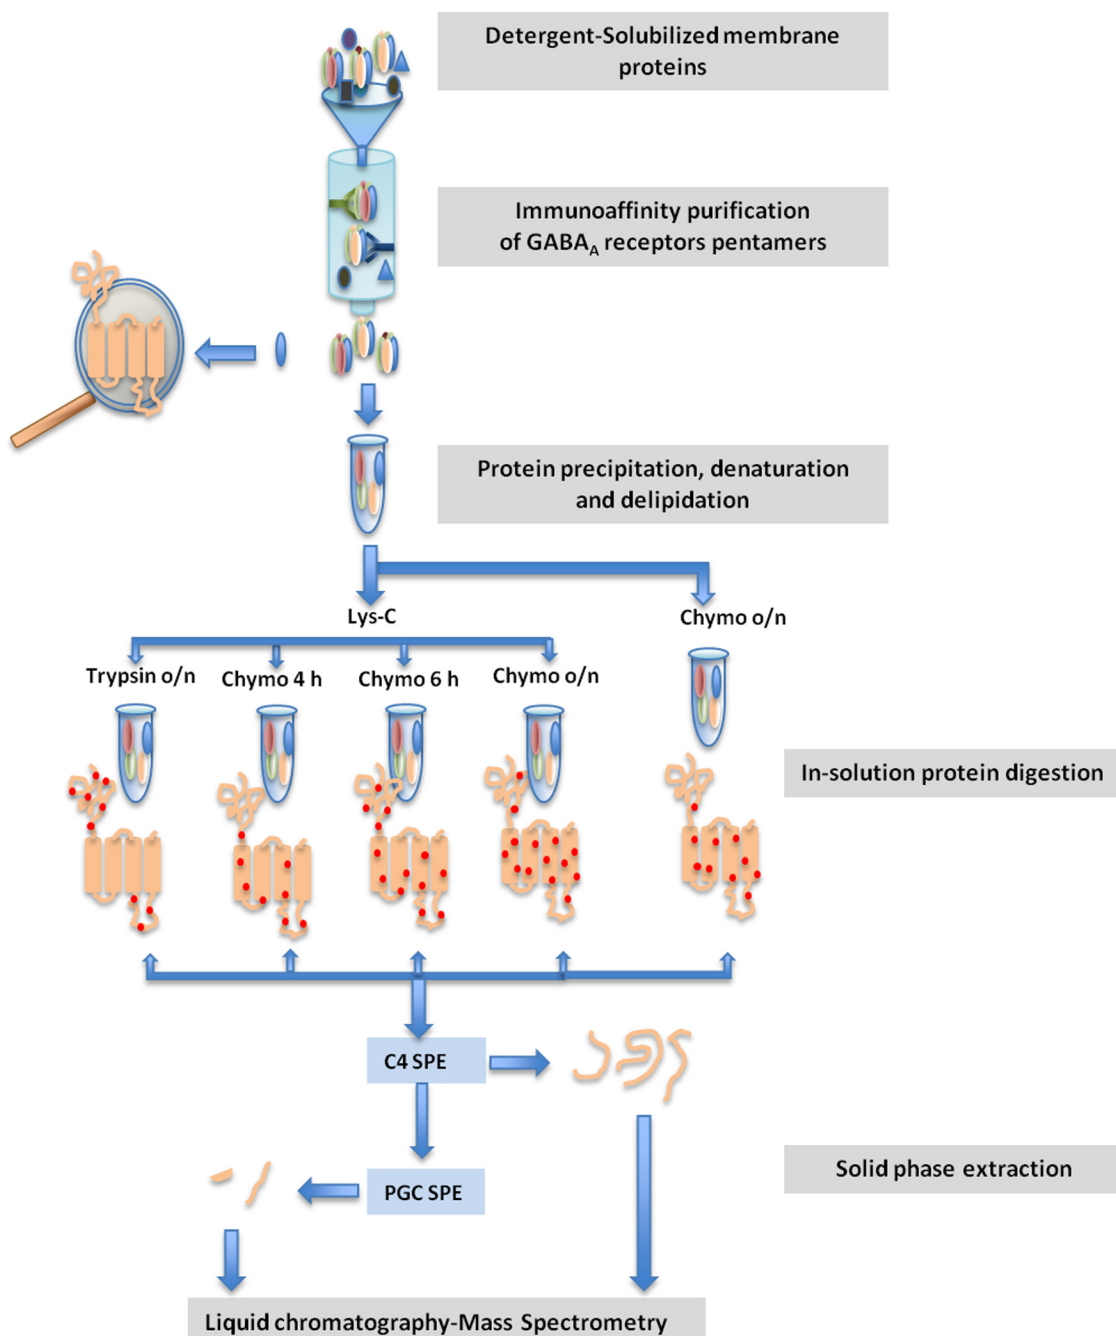 Detergent-Solubilized membrane
proteins
Immunoaffinity purification
of GABAA receptors pentamers
Protein precipitation, denaturation
and delipidation
Lys-C
Chymo o/n
Trypsin o/n
Chymo 4 h
Chymo 6 h
Chymo o/n
In-solution protein digestion
C4 SPE
Solid phase extraction
PGC SPE
Liquid chromatography-Mass Spectrometry